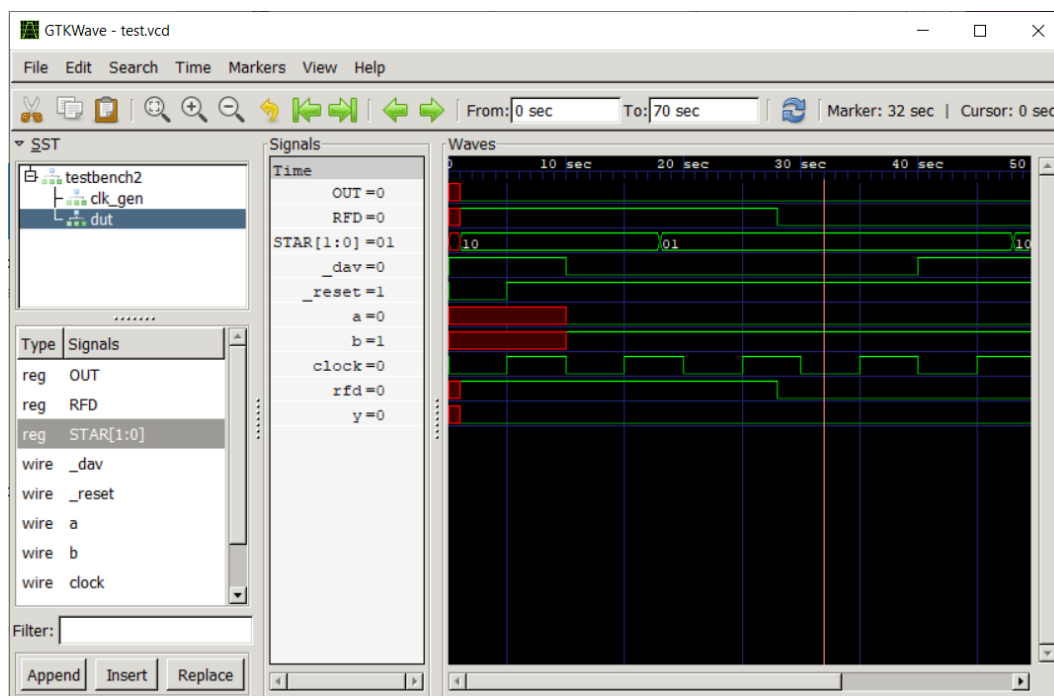 GTKWave - test.vcd
File Edit Search Time Markers View Help
From: 0 sec To: 70 sec Marker: 32 sec | Cursor: 0 sec
SST
testbench2
clk_gen
dut
Type Signals
reg OUT
reg RFD
reg STAR[1:0]
wire _dav
wire _reset
wire a
wire b
wire clock
Filter:
Append Insert Replace
Signals
Time
OUT =0
RFD =0
STAR[1:0] =01
_dav =0
_reset =1
a =0
b =1
clock =0
rfd =0
y =0
Waves
0 10 sec 20 sec 30 sec 40 sec 50
10 01 10